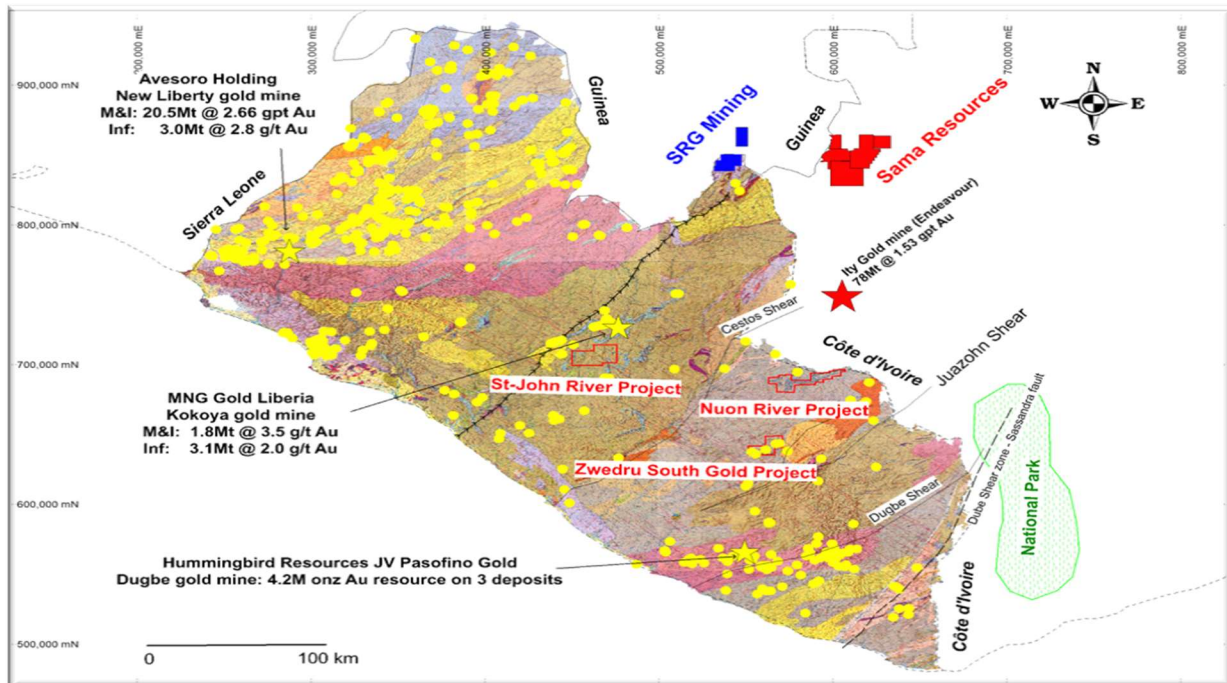 200,000 mE
300,000 mE
400,000 mE
500,000 mE
600,000 mE
700,000 mE
800,000 mE
900,000 mN
800,000 mN
700,000 mN
600,000 mN
500,000 mN
Avesoro Holding
New Liberty gold mine
M&I: 20.5Mt @ 2.66 gpt Au
Inf: 3.0Mt @ 2.8 g/t Au
Sierra Leone
Guinea
SRG Mining
Guinea
Sama Resources
N
W
E
S
Ity Gold mine (Endeavour)
78Mt @ 1.53 gpt Au
Cestos Shear
Côte d'Ivoire
Juazohn Shear
St-John River Project
Nuon River Project
MNG Gold Liberia
Kokoya gold mine
M&I: 1.8Mt @ 3.5 g/t Au
Inf: 3.1Mt @ 2.0 g/t Au
Zwedru South Gold Project
Dugbe Shear
Dube Shear zone - Sassandra fault
National Park
Hummingbird Resources JV Pasofino Gold
Dugbe gold mine: 4.2M onz Au resource on 3 deposits
Côte d'Ivoire
0
100 km